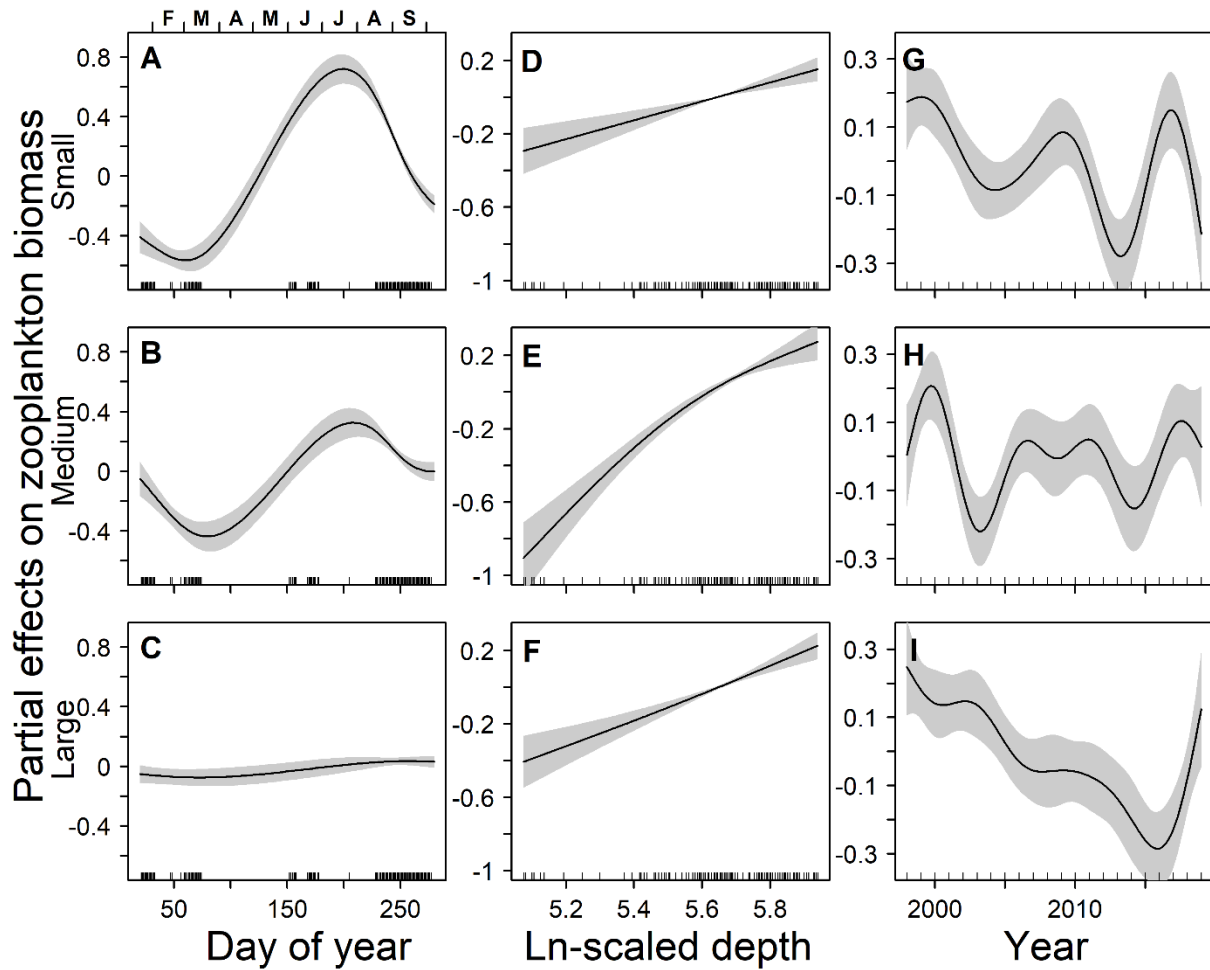 F M A M J J A S
Partial effects on zooplankton biomass
Small
A
0.8
0.4
0
-0.4
D
0.2
-0.2
-0.6
-1
G
0.3
0.1
-0.1
-0.3
Medium
B
0.8
0.4
0
-0.4
E
0.2
-0.2
-0.6
-1
H
0.3
0.1
-0.1
-0.3
Large
C
0.8
0.4
0
-0.4
F
0.2
-0.2
-0.6
-1
I
0.3
0.1
-0.1
-0.3
50 150 250
5.2 5.4 5.6 5.8
2000 2010
Day of year
Ln-scaled depth
Year